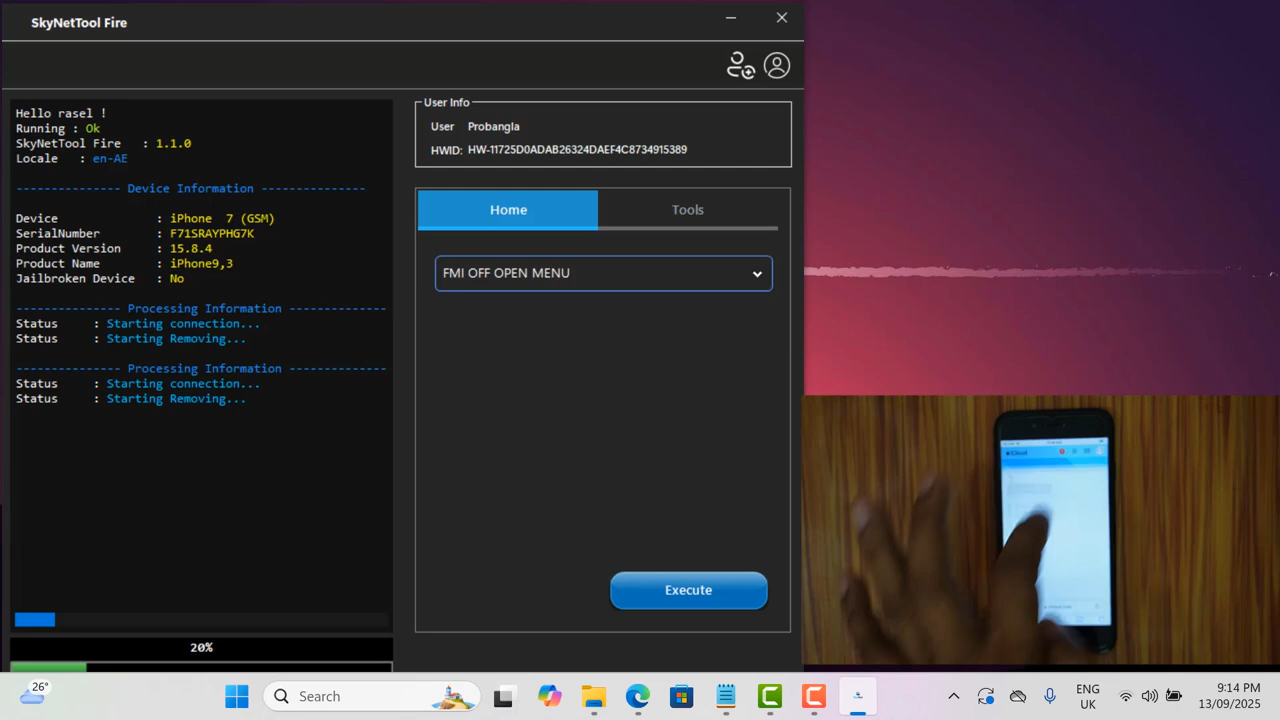 SkyNetTool Fire
Hello rasel !
Running : Ok
SkyNetTool Fire : 1.1.0
Locale : en-AE
--------------- Device Information ---------------
Device : iPhone 7 (GSM)
SerialNumber : F71SRAYPHG7K
Product Version : 15.8.4
Product Name : iPhone9,3
Jailbroken Device : No
--------------- Processing Information ---------------
Status : Starting connection...
Status : Starting Removing...
--------------- Processing Information ---------------
Status : Starting connection...
Status : Starting Removing...
20%
User Info
User Probangla
HWID: HW-11725D0ADAB26324DAEF4C8734915389
Home
Tools
FMI OFF OPEN MENU
Execute
iCloud
26°
Search
ENG
UK
9:14 PM
13/09/2025